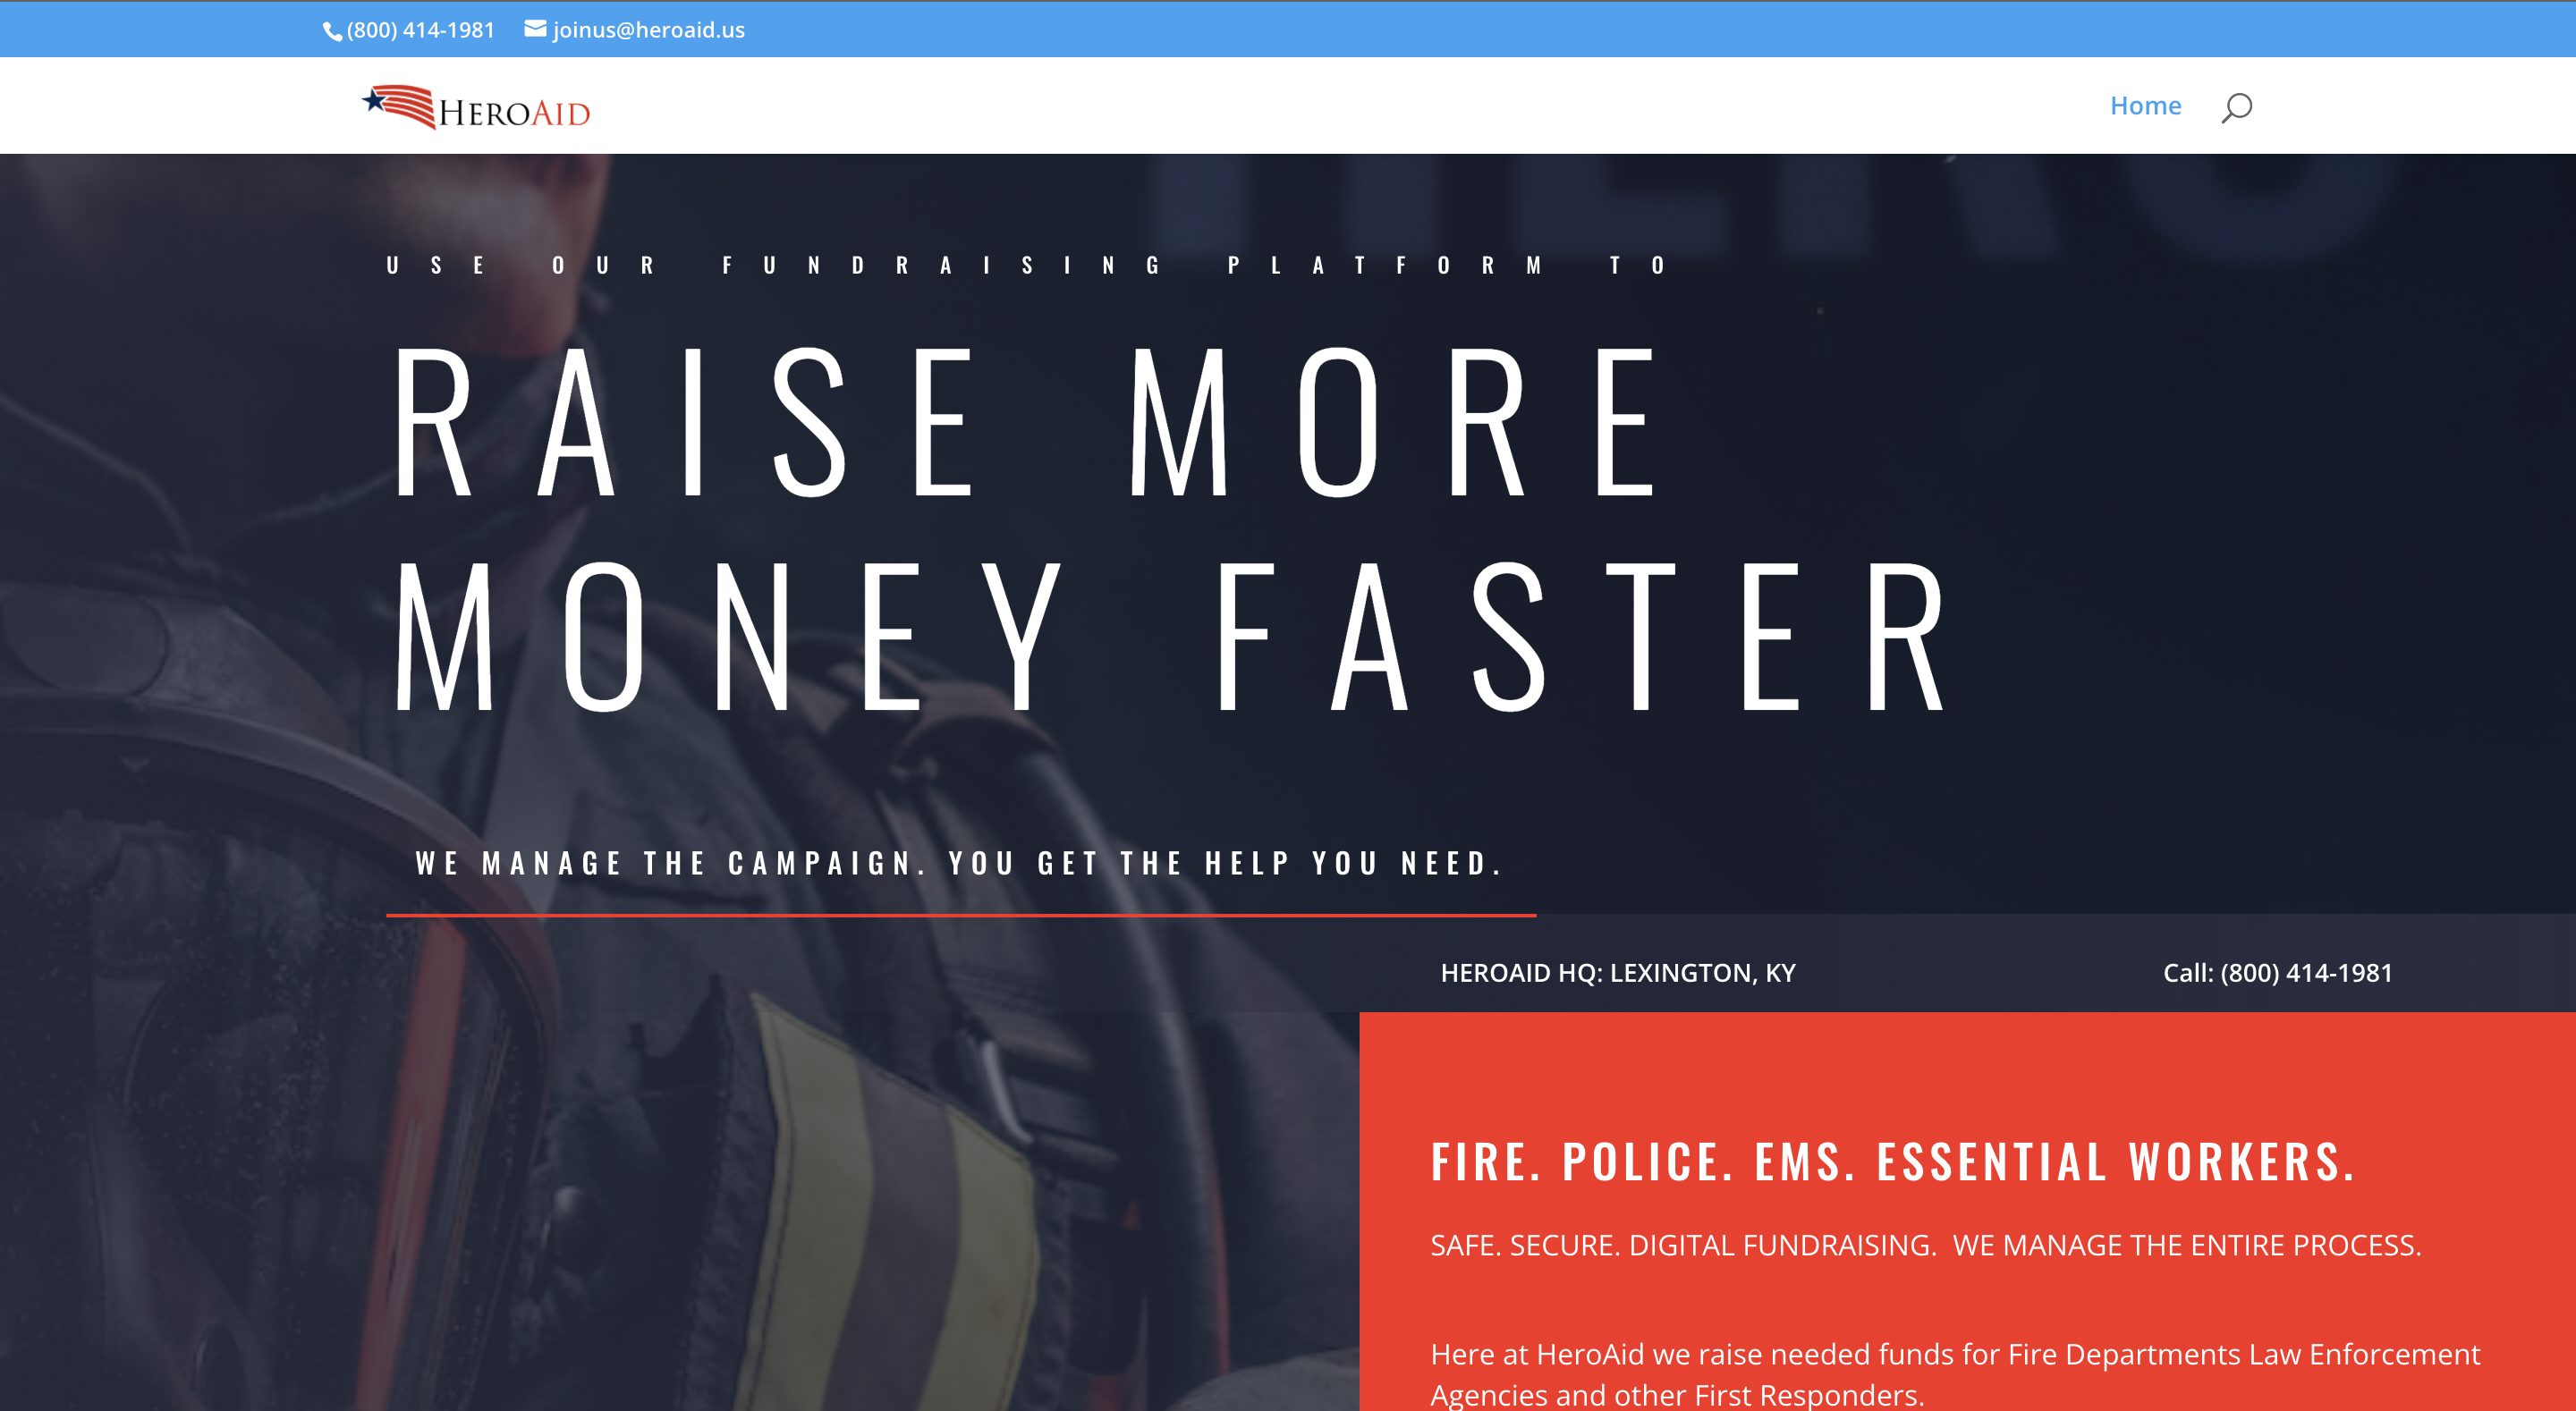 (800) 414-1981 joinus@heroaid.us
HEROAID
Home
HERO
USE OUR FUNDRAISING PLATFORM TO
RAISE MORE
MONEY FASTER
WE MANAGE THE CAMPAIGN. YOU GET THE HELP YOU NEED.
HEROAID HQ: LEXINGTON, KY
Call: (800) 414-1981
FIRE. POLICE. EMS. ESSENTIAL WORKERS.
SAFE. SECURE. DIGITAL FUNDRAISING.  WE MANAGE THE ENTIRE PROCESS.
Here at HeroAid we raise needed funds for Fire Departments Law Enforcement
Agencies and other First Responders.